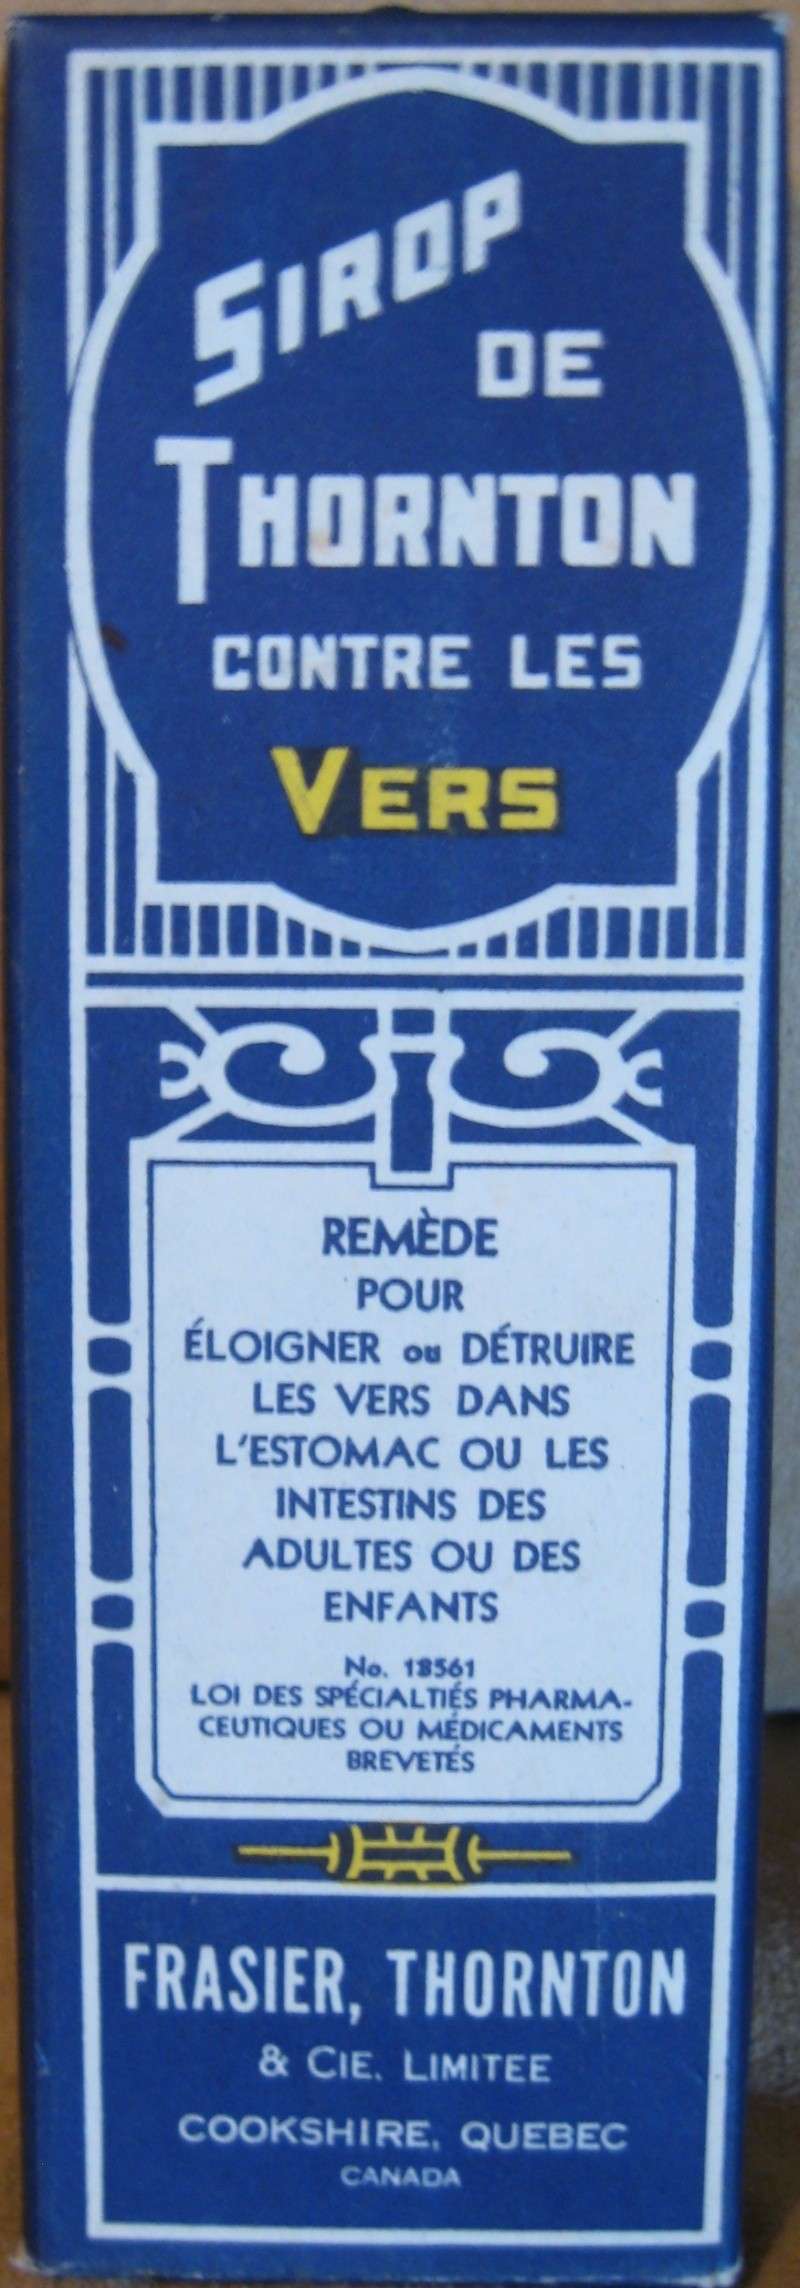 SIROP
DE
THORNTON
CONTRE LES
VERS
REMÈDE
POUR
ÉLOIGNER ou DÉTRUIRE
LES VERS DANS
L'ESTOMAC OU LES
INTESTINS DES
ADULTES OU DES
ENFANTS
No. 18561
LOI DES SPÉCIALTIÉS PHARMA-
CEUTIQUES OU MÉDICAMENTS
BREVETÉS
FRASIER, THORNTON
& CIE. LIMITEE
COOKSHIRE, QUEBEC
CANADA